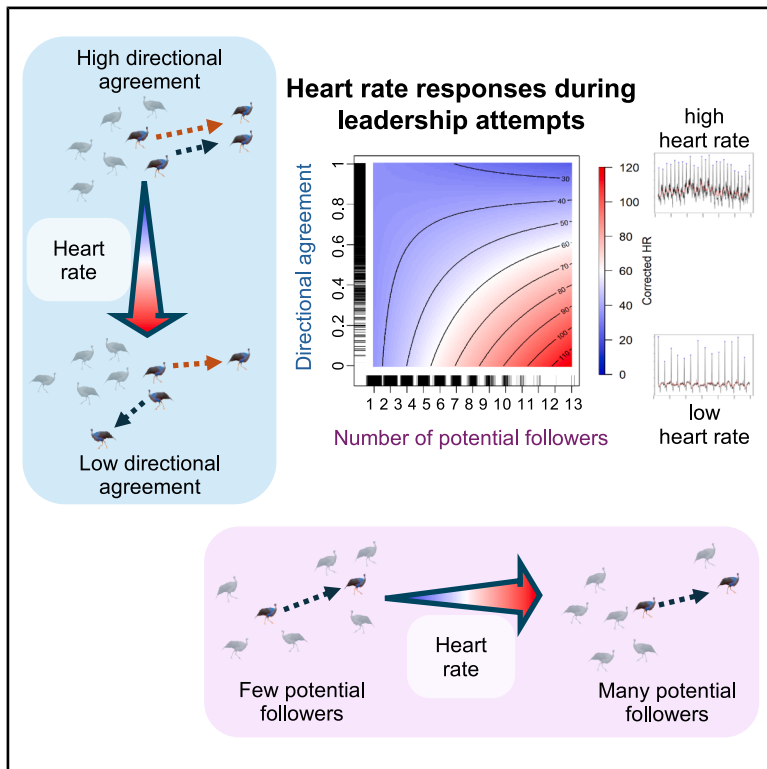 High directional
agreement
Heart
rate
Low directional
agreement
Heart rate responses during
leadership attempts
Directional agreement
1
0.8
0.6
0.4
0.2
0
30
40
50
60
70
80
90
100
110
1 2 3 4 5 6 7 8 9 10 11 12 13
Number of potential followers
120
100
80
60
40
20
0
Corrected HR
high
heart rate
low
heart rate
Heart
rate
Few potential
followers
Many potential
followers